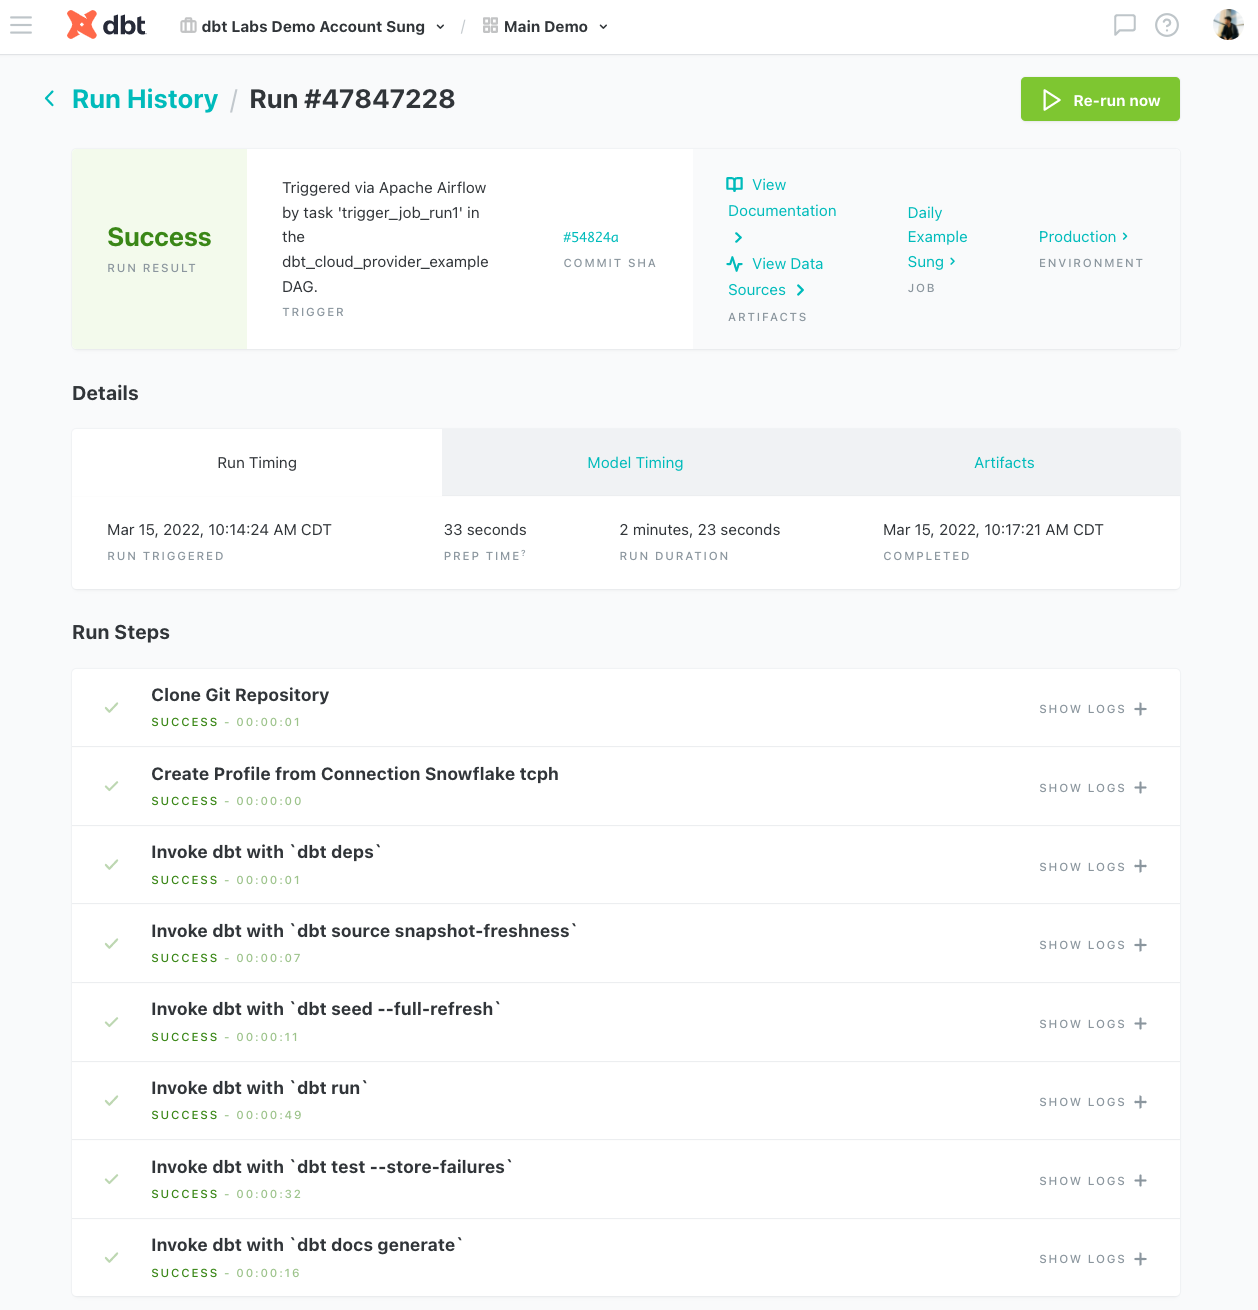 dbt dbt Labs Demo Account Sung / Main Demo
Run History / Run #47847228
Re-run now
Success
RUN RESULT
Triggered via Apache Airflow
by task 'trigger_job_run1' in
the
dbt_cloud_provider_example
DAG.
TRIGGER
#54824a
COMMIT SHA
View
Documentation
View Data
Sources
ARTIFACTS
Daily
Example
Sung
JOB
Production
ENVIRONMENT
Details
Run Timing
Model Timing
Artifacts
Mar 15, 2022, 10:14:24 AM CDT
RUN TRIGGERED
33 seconds
PREP TIME?
2 minutes, 23 seconds
RUN DURATION
Mar 15, 2022, 10:17:21 AM CDT
COMPLETED
Run Steps
Clone Git Repository
SUCCESS - 00:00:01
SHOW LOGS
Create Profile from Connection Snowflake tcph
SUCCESS - 00:00:00
SHOW LOGS
Invoke dbt with `dbt deps`
SUCCESS - 00:00:01
SHOW LOGS
Invoke dbt with `dbt source snapshot-freshness`
SUCCESS - 00:00:07
SHOW LOGS
Invoke dbt with `dbt seed --full-refresh`
SUCCESS - 00:00:11
SHOW LOGS
Invoke dbt with `dbt run`
SUCCESS - 00:00:49
SHOW LOGS
Invoke dbt with `dbt test --store-failures`
SUCCESS - 00:00:32
SHOW LOGS
Invoke dbt with `dbt docs generate`
SUCCESS - 00:00:16
SHOW LOGS